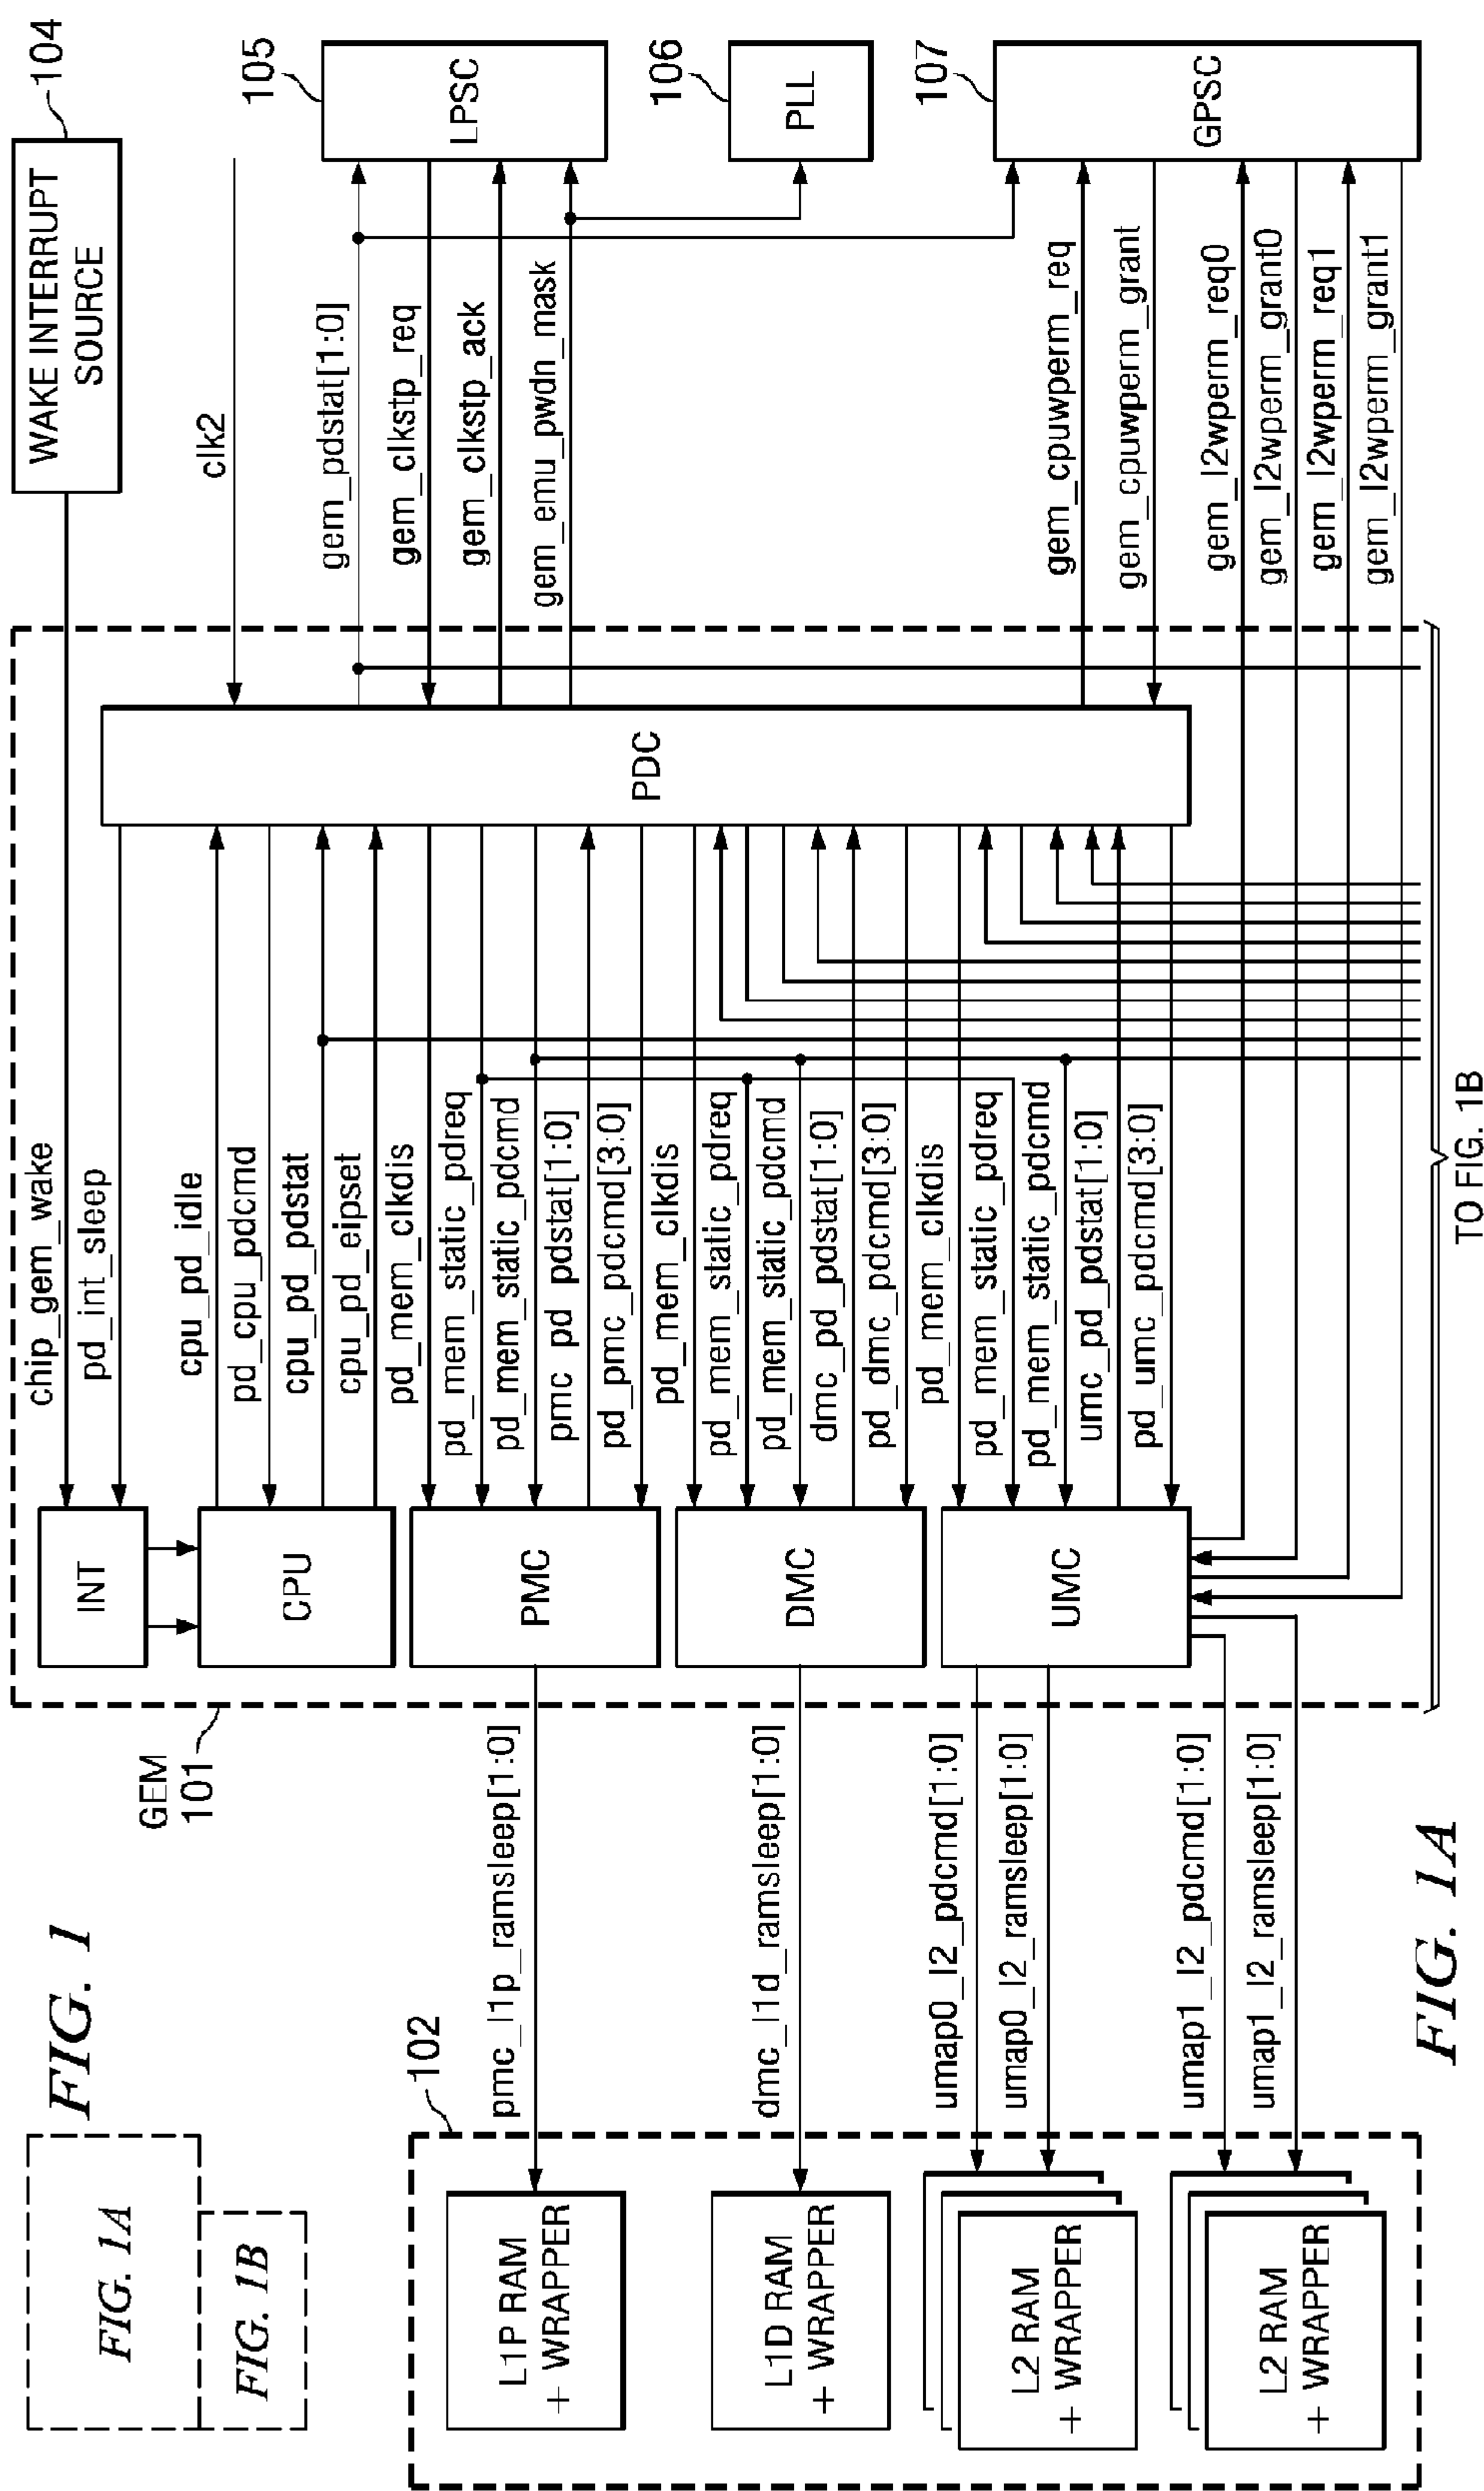 FIG. 1
FIG. 1A
FIG. 1B
102
L1P RAM
+ WRAPPER
L1D RAM
+ WRAPPER
L2 RAM
+ WRAPPER
L2 RAM
+ WRAPPER
pmc_l1p_ramsleep[1:0]
dmc_l1d_ramsleep[1:0]
umap0_l2_pdcmd[1:0]
umap0_l2_ramsleep[1:0]
umap1_l2_pdcmd[1:0]
umap1_l2_ramsleep[1:0]
GEM
101
INT
CPU
PMC
DMC
UMC
chip_gem_wake
pd_int_sleep
cpu_pd_idle
pd_cpu_pdcmd
cpu_pd_pdstat
cpu_pd_eipset
pd_mem_clkdis
pd_mem_static_pdreq
pd_mem_static_pdcmd
pmc_pd_pdstat[1:0]
pd_pmc_pdcmd[3:0]
pd_mem_clkdis
pd_mem_static_pdreq
pd_mem_static_pdcmd
dmc_pd_pdstat[1:0]
pd_dmc_pdcmd[3:0]
pd_mem_clkdis
pd_mem_static_pdreq
pd_mem_static_pdcmd
umc_pd_pdstat[1:0]
pd_umc_pdcmd[3:0]
PDC
WAKE INTERRUPT
SOURCE
104
clk2
gem_pdstat[1:0]
gem_clkstp_req
gem_clkstp_ack
gem_emu_pwdn_mask
gem_cpuwperm_req
gem_cpuwperm_grant
gem_l2wperm_req0
gem_l2wperm_grant0
gem_l2wperm_req1
gem_l2wperm_grant1
105
LPSC
106
PLL
107
GPSC
TO FIG. 1B
FIG. 1A